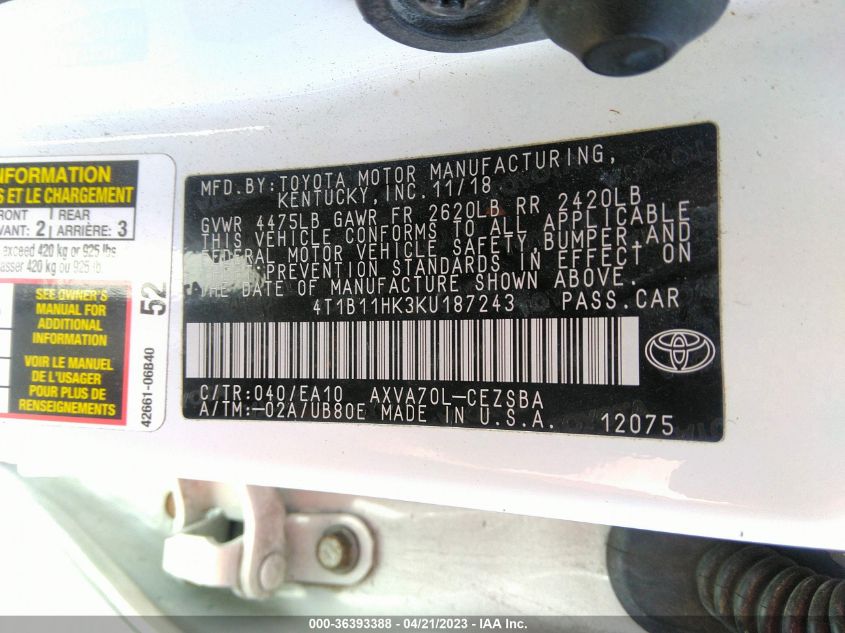 INFORMATION
S ET LE CHARGEMENT
FRONT | REAR
VANT: 2 | ARRIÈRE: 3
exceed 420 kg or 925 lbs
asser 420 kg ou 925 lb
SEE OWNER'S
MANUAL FOR
ADDITIONAL
INFORMATION
VOIR LE MANUEL
DE L'USAGER
POUR PLUS DE
RENSEIGNEMENTS
52
42661-06B40
MFD.BY:TOYOTA MOTOR MANUFACTURING,
KENTUCKY, INC. 11/18
GVWR 4475LB GAWR FR 2620LB RR 2420LB
THIS VEHICLE CONFORMS TO ALL APPLICABLE
FEDERAL MOTOR VEHICLE SAFETY, BUMPER, AND
THEFT PREVENTION STANDARDS IN EFFECT ON
THE DATE OF MANUFACTURE SHOWN ABOVE.
4T1B11HK3KU187243 PASS.CAR
C/TR:040/EA10 AXVA70L-CEZSBA
A/TM:-02A/UB80E MADE IN U.S.A. 12075
000-36393388 - 04/21/2023 - IAA Inc.